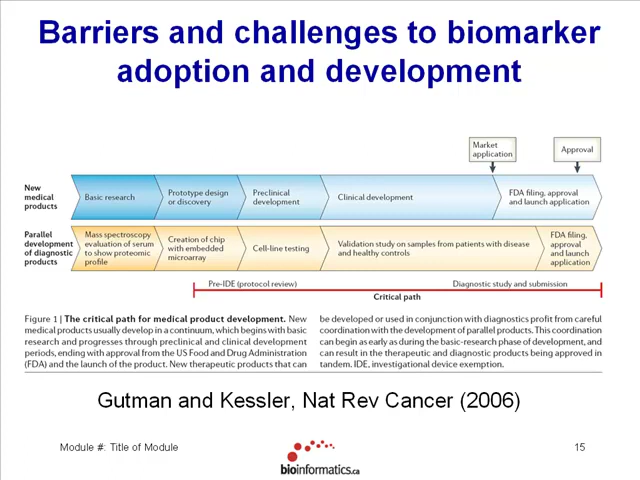 Barriers and challenges to biomarker
adoption and development
Market
application
Approval
New
medical
products
Basic research
Prototype design
or discovery
Preclinical
development
Clinical development
FDA filing, approval
and launch application
Parallel
development
of diagnostic
products
Mass spectroscopy
evaluation of serum
to show proteomic
profile
Creation of chip
with embedded
microarray
Cell-line testing
Validation study on samples from patients with disease
and healthy controls
FDA filing,
approval
and launch
application
Pre-IDE (protocol review)
Diagnostic study and submission
Critical path
Figure 1 | The critical path for medical product development. New
medical products usually develop in a continuum, which begins with basic
research and progresses through preclinical and clinical development
periods, ending with approval from the US Food and Drug Administration
(FDA) and the launch of the product. New therapeutic products that can
be developed or used in conjunction with diagnostics profit from careful
coordination with the development of parallel products. This coordination
can begin as early as during the basic-research phase of development, and
can result in the therapeutic and diagnostic products being approved in
tandem. IDE, investigational device exemption.
Gutman and Kessler, Nat Rev Cancer (2006)
Module #: Title of Module
bioinformatics.ca
15